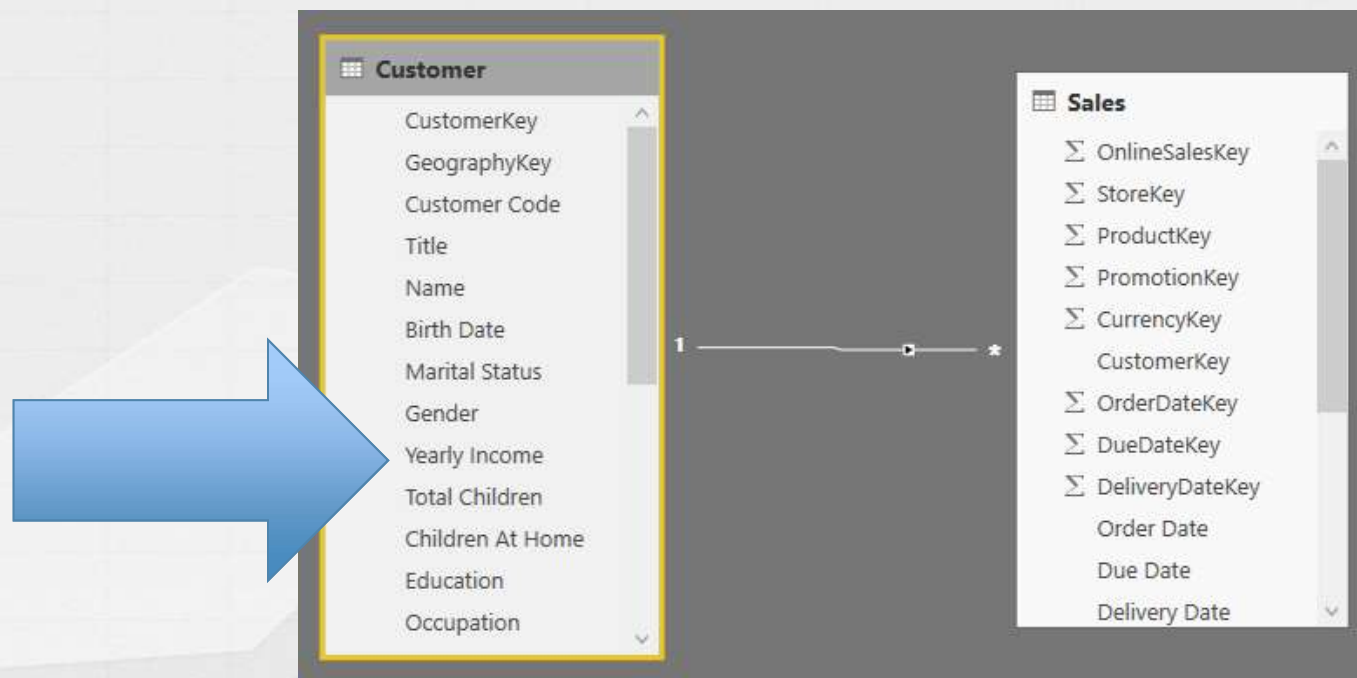 Customer
CustomerKey
GeographyKey
Customer Code
Title
Name
Birth Date
Marital Status
Gender
Yearly Income
Total Children
Children At Home
Education
Occupation
1
*
Sales
Σ OnlineSalesKey
Σ StoreKey
Σ ProductKey
Σ PromotionKey
Σ CurrencyKey
CustomerKey
Σ OrderDateKey
Σ DueDateKey
Σ DeliveryDateKey
Order Date
Due Date
Delivery Date